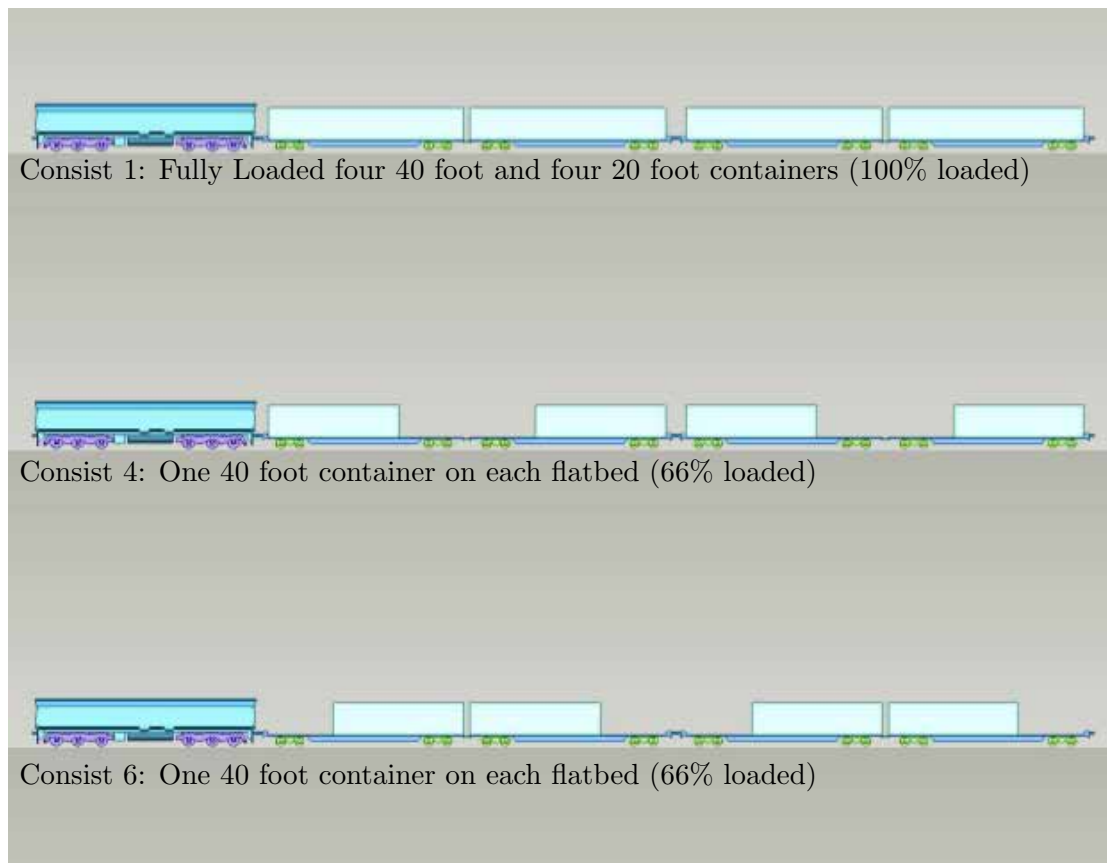 Consist 1: Fully Loaded four 40 foot and four 20 foot containers (100% loaded)
Consist 4: One 40 foot container on each flatbed (66% loaded)
Consist 6: One 40 foot container on each flatbed (66% loaded)